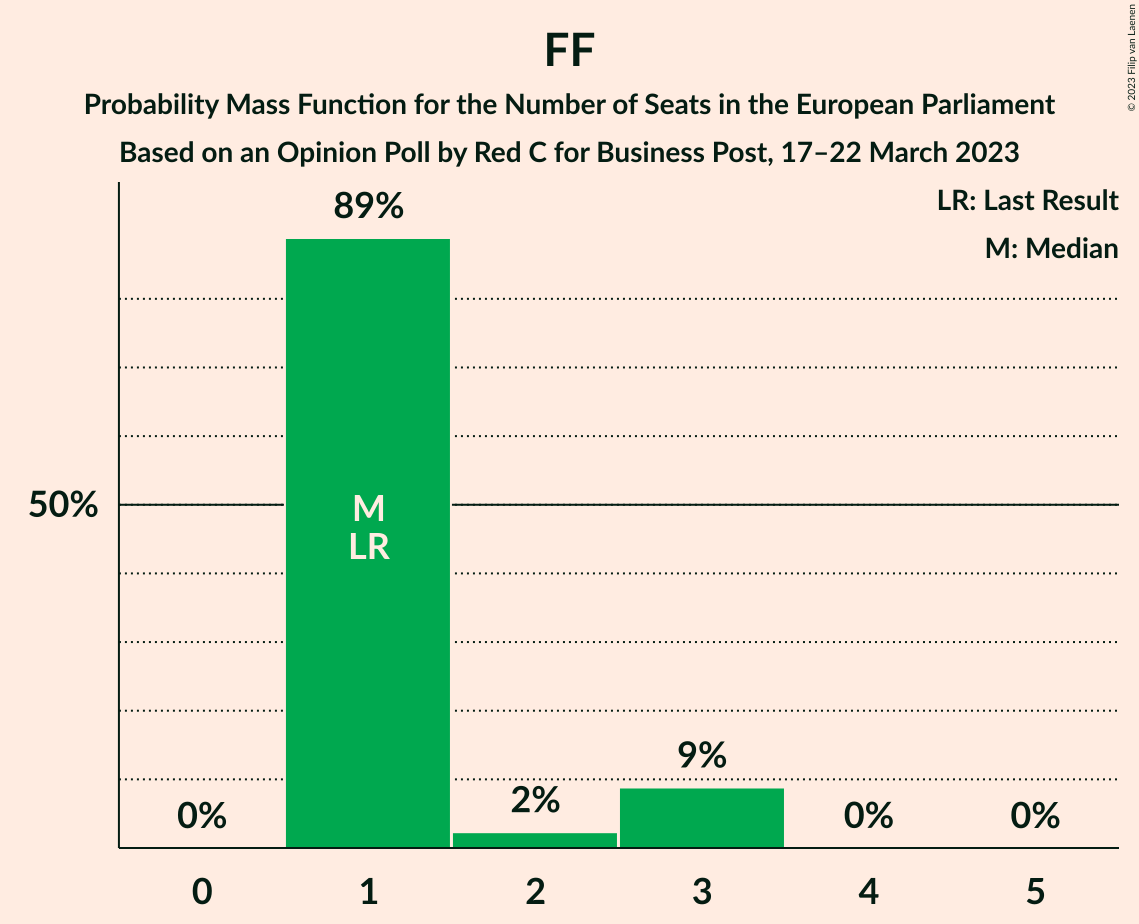 FF
Probability Mass Function for the Number of Seats in the European Parliament
Based on an Opinion Poll by Red C for Business Post, 17–22 March 2023
© 2023 Filip van Laenen
LR: Last Result
M: Median
89%
50%
M
LR
0%
2%
9%
0%
0%
0
1
2
3
4
5